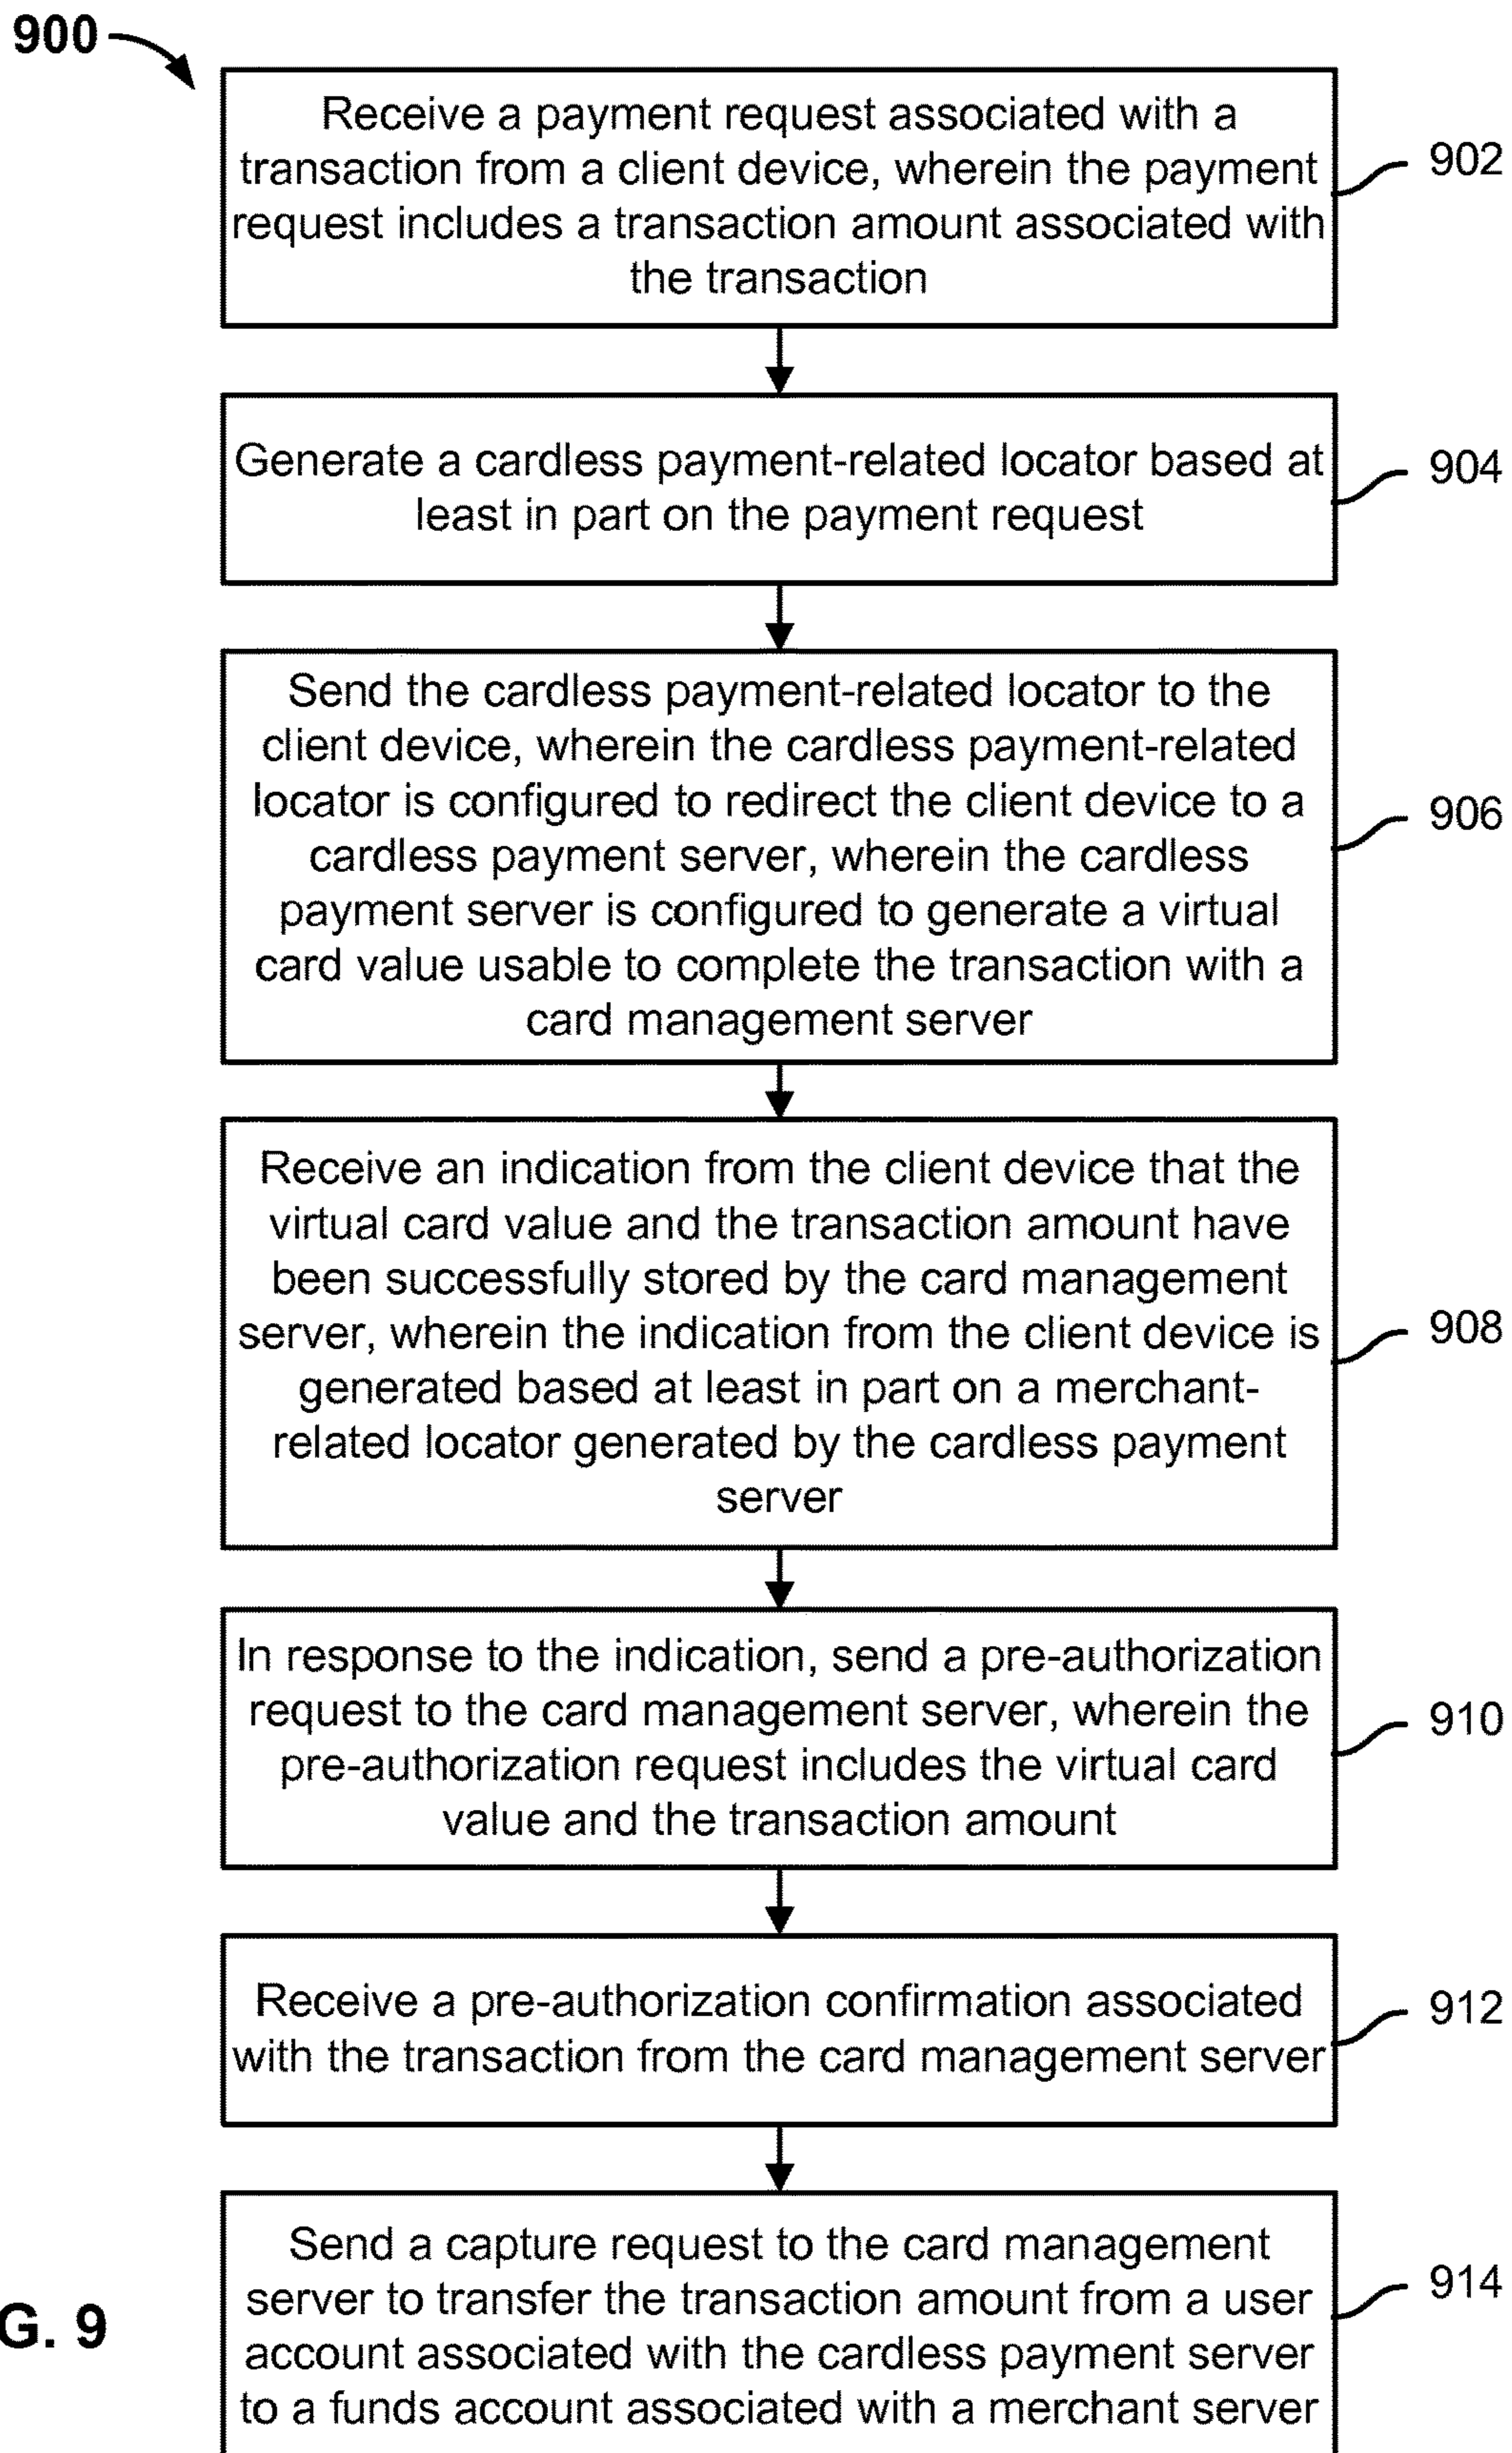 900
Receive a payment request associated with a
transaction from a client device, wherein the payment
request includes a transaction amount associated with
the transaction
902
Generate a cardless payment-related locator based at
least in part on the payment request
904
Send the cardless payment-related locator to the
client device, wherein the cardless payment-related
locator is configured to redirect the client device to a
cardless payment server, wherein the cardless
payment server is configured to generate a virtual
card value usable to complete the transaction with a
card management server
906
Receive an indication from the client device that the
virtual card value and the transaction amount have
been successfully stored by the card management
server, wherein the indication from the client device is
generated based at least in part on a merchant-
related locator generated by the cardless payment
server
908
In response to the indication, send a pre-authorization
request to the card management server, wherein the
pre-authorization request includes the virtual card
value and the transaction amount
910
Receive a pre-authorization confirmation associated
with the transaction from the card management server
912
Send a capture request to the card management
server to transfer the transaction amount from a user
account associated with the cardless payment server
to a funds account associated with a merchant server
914
G. 9